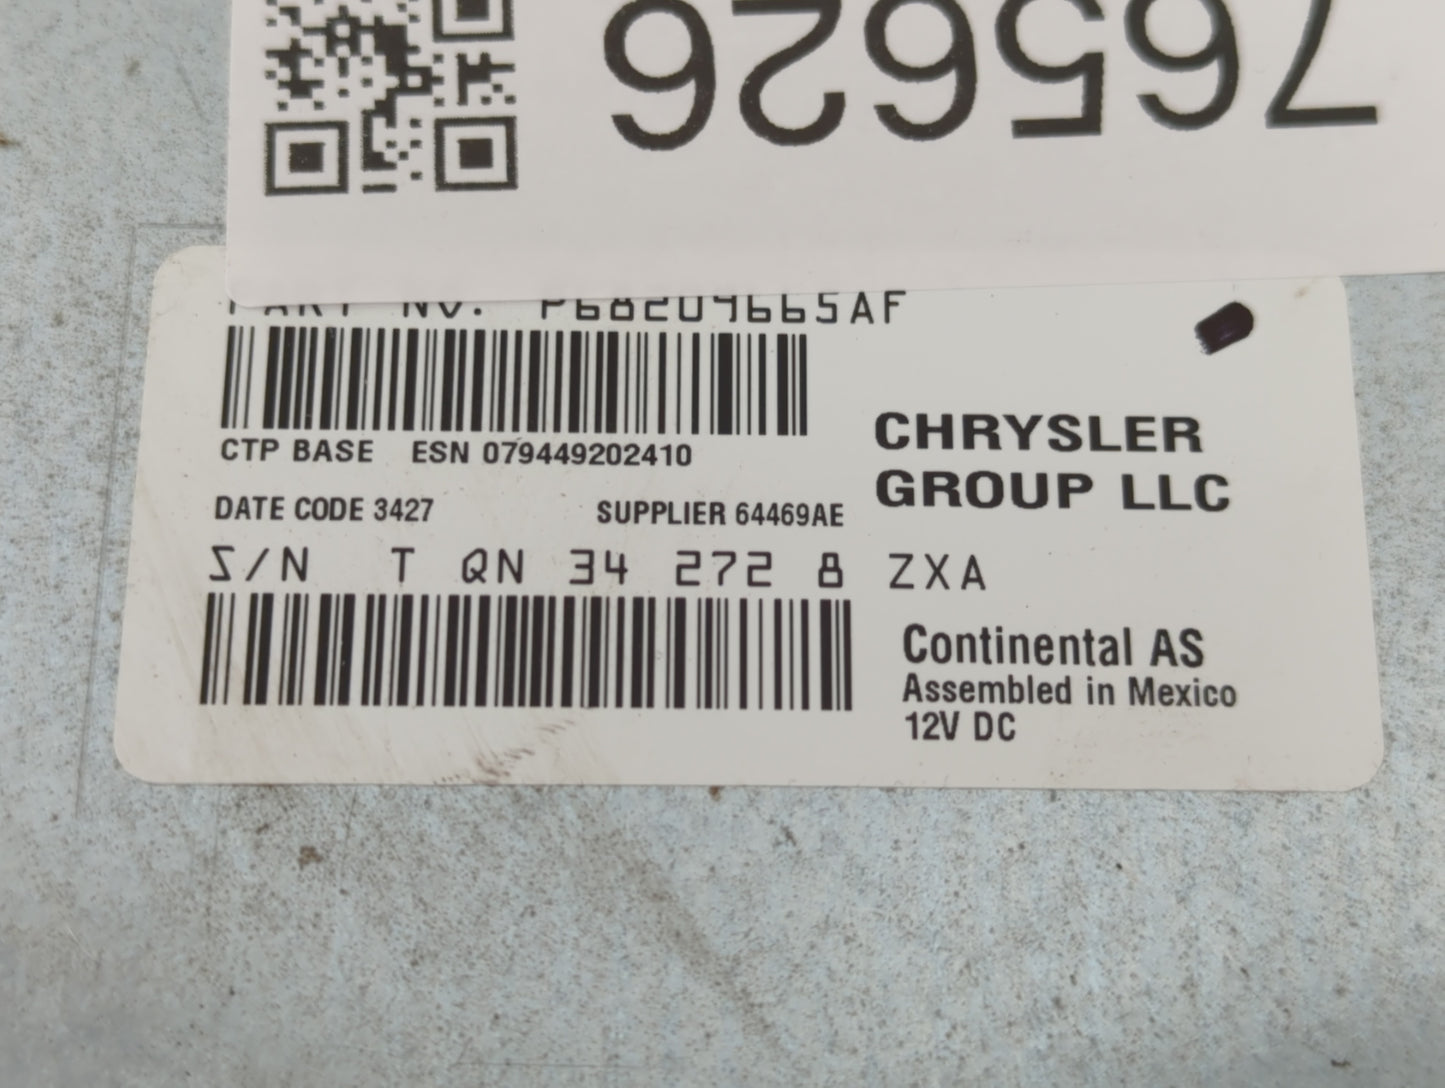 765626
PART NO. P68209665AF
CTP BASE ESN 079449202410
DATE CODE 3427 SUPPLIER 64469AE
CHRYSLER
GROUP LLC
S/N T QN 34 272 8 ZXA
Continental AS
Assembled in Mexico
12V DC